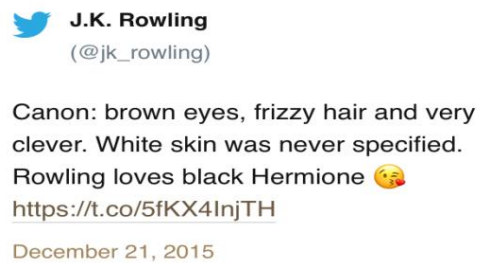 J.K. Rowling
(@jk_rowling)
Canon: brown eyes, frizzy hair and very
clever. White skin was never specified.
Rowling loves black Hermione 😘
https://t.co/5fKX4InjTH
December 21, 2015